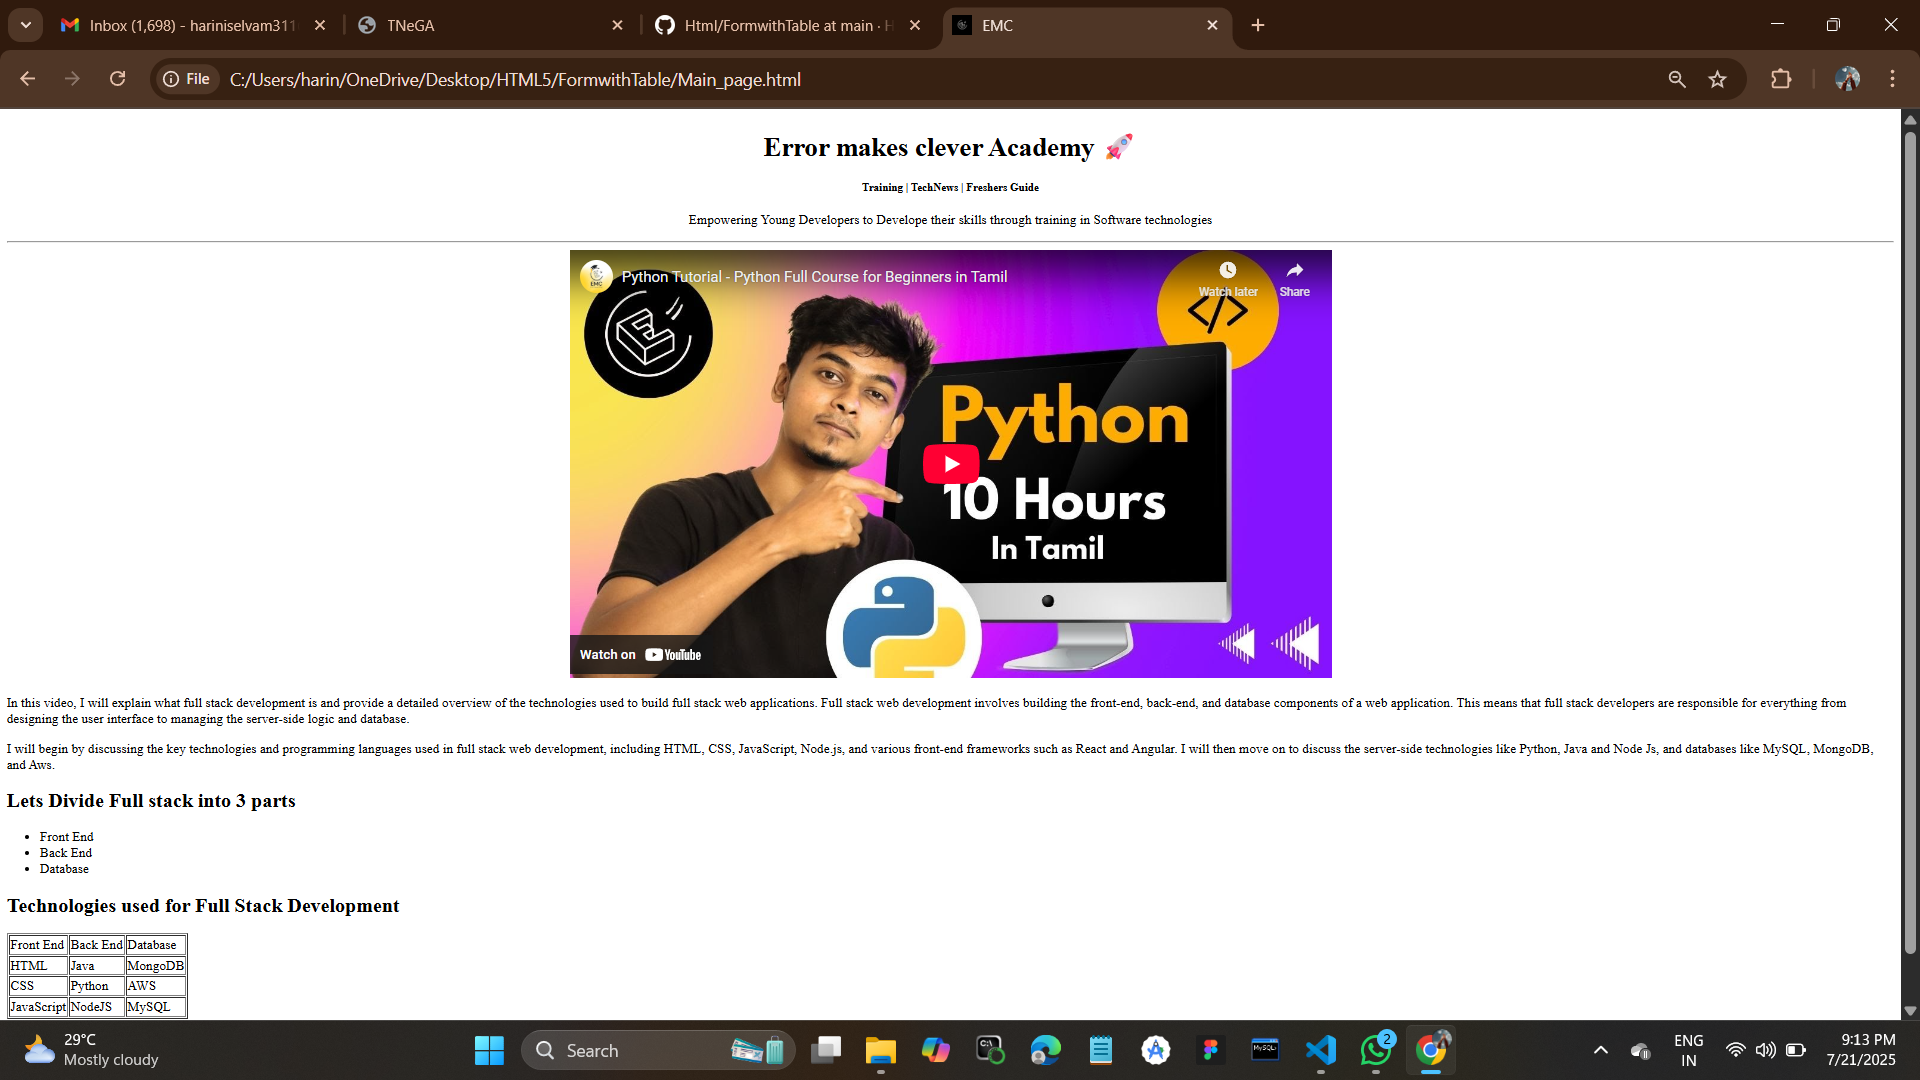 Inbox (1,698) - hariniselvam311
TNeGA
Html/FormwithTable at main · H
EMC
File
C:/Users/harin/OneDrive/Desktop/HTML5/FormwithTable/Main_page.html
Error makes clever Academy 🚀
Training | TechNews | Freshers Guide
Empowering Young Developers to Develope their skills through training in Software technologies
EMC
Python Tutorial - Python Full Course for Beginners in Tamil
Watch later
Share
</>
Python
10 Hours
In Tamil
Watch on YouTube
In this video, I will explain what full stack development is and provide a detailed overview of the technologies used to build full stack web applications. Full stack web development involves building the front-end, back-end, and database components of a web application. This means that full stack developers are responsible for everything from
designing the user interface to managing the server-side logic and database.
I will begin by discussing the key technologies and programming languages used in full stack web development, including HTML, CSS, JavaScript, Node.js, and various front-end frameworks such as React and Angular. I will then move on to discuss the server-side technologies like Python, Java and Node Js, and databases like MySQL, MongoDB,
and Aws.
Lets Divide Full stack into 3 parts
• Front End
• Back End
• Database
Technologies used for Full Stack Development
Front End Back End Database
HTML Java MongoDB
CSS Python AWS
JavaScript NodeJS MySQL
29°C
Mostly cloudy
Search
C:\
MySQL
2
ENG
IN
9:13 PM
7/21/2025